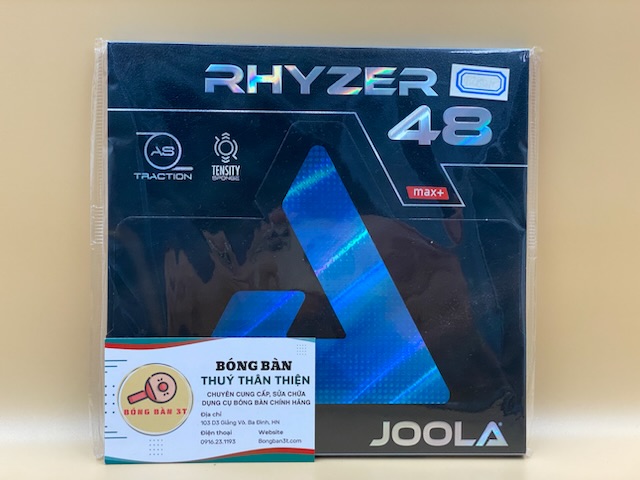 RHYZER
48
AS
TRACTION
TENSITY
SPONGE
max+
BÓNG BÀN
THUÝ THÂN THIỆN
CHUYÊN CUNG CẤP, SỬA CHỮA
DỤNG CỤ BÓNG BÀN CHÍNH HÃNG
Địa chỉ
103 D3 Giảng Võ. Ba Đình, HN
Điện thoại Website
0916.23.1193 Bongban3t.com
BÓNG BÀN 3T
JOOLA